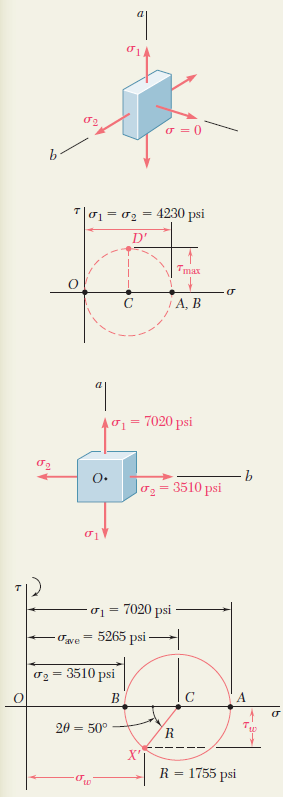 a
σ₁
σ₂
σ = 0
b
τ
σ₁ = σ₂ = 4230 psi
D′
τmax
O
C
A, B
σ
a
σ₁ = 7020 psi
σ₂
O
b
σ₂ = 3510 psi
σ₁
τ
σ₁ = 7020 psi
σave = 5265 psi
σ₂ = 3510 psi
O
B
C
A
σ
2θ = 50°
R
τw
X′
σw
R = 1755 psi